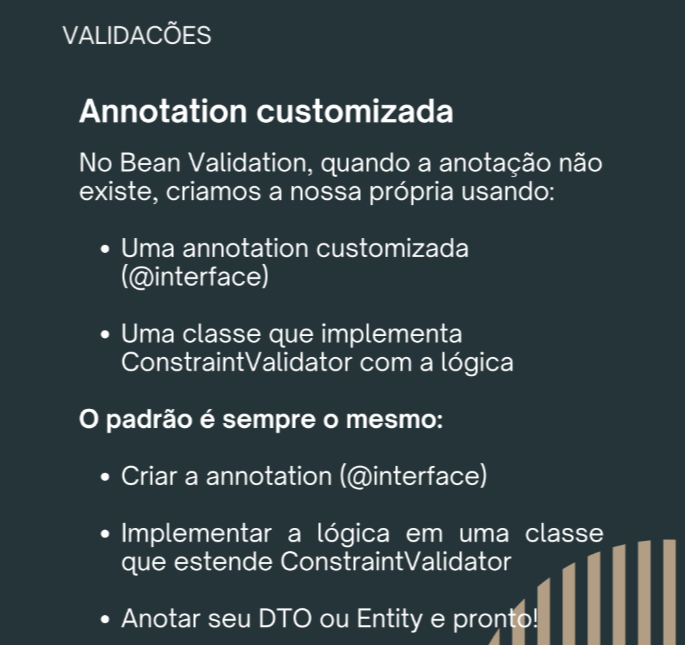 VALIDACÕES
Annotation customizada
No Bean Validation, quando a anotação não
existe, criamos a nossa própria usando:
• Uma annotation customizada
(@interface)
• Uma classe que implementa
ConstraintValidator com a lógica
O padrão é sempre o mesmo:
• Criar a annotation (@interface)
• Implementar a lógica em uma classe
que estende ConstraintValidator
• Anotar seu DTO ou Entity e pronto!